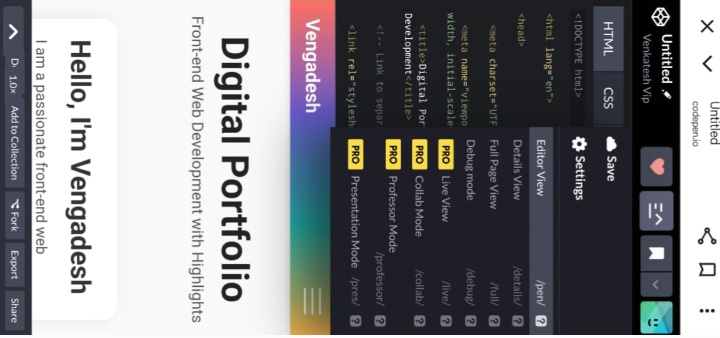 Untitled
codepen.io
Untitled
Venkatesh Vip
HTML
CSS
Save
Settings
<!DOCTYPE html>
<html lang="en">
<head>
<meta charset="UTF
<meta name="viewpo
width, initial-scale
<title>Digital Por
Development</title>
<!-- Link to separ
<link rel="stylesh
Editor View /pen/ ?
Details View /details/ ?
Full Page View /full/ ?
Debug mode /debug/ ?
PRO Live View /live/ ?
PRO Collab Mode /collab/ ?
PRO Professor Mode /professor/ ?
PRO Presentation Mode /pres/ ?
Vengadesh
Digital Portfolio
Front-end Web Development with Highlights
Hello, I'm Vengadesh
I am a passionate front-end web
D 1.0× Add to Collection Fork Export Share